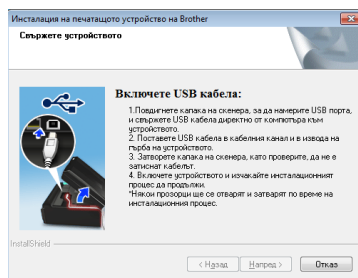 Инсталация на печатащото устройство на Brother
Свържете устройството
Включете USB кабела:
1.Повдигнете капака на скенера, за да намерите USB порта,
и свържете USB кабела директно от компютъра към
устройството.
2. Поставете USB кабела в кабелния канал и в извода на
гърба на устройството.
3. Затворете капака на скенера, като проверите, да не е
затиснат кабелът.
4. Включете устройството и изчакайте инсталационният
процес да продължи.
*Някои прозорци ще се отварят и затварят по време на
инсталационния процес.
InstallShield
< Назад
Напред >
Отказ